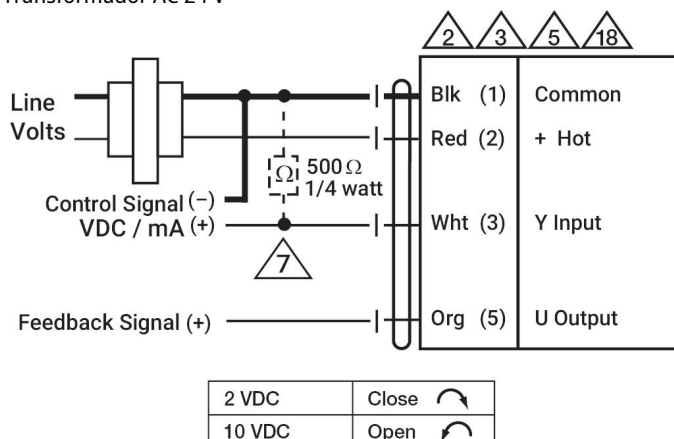 Transformador AC 24 V
2 3 5 18
Line
Volts
Blk (1) Common
Red (2) + Hot
Ω 500 Ω
1/4 watt
Control Signal (–)
VDC / mA (+)
Wht (3) Y Input
7
Feedback Signal (+)
Org (5) U Output
2 VDC Close
10 VDC Open